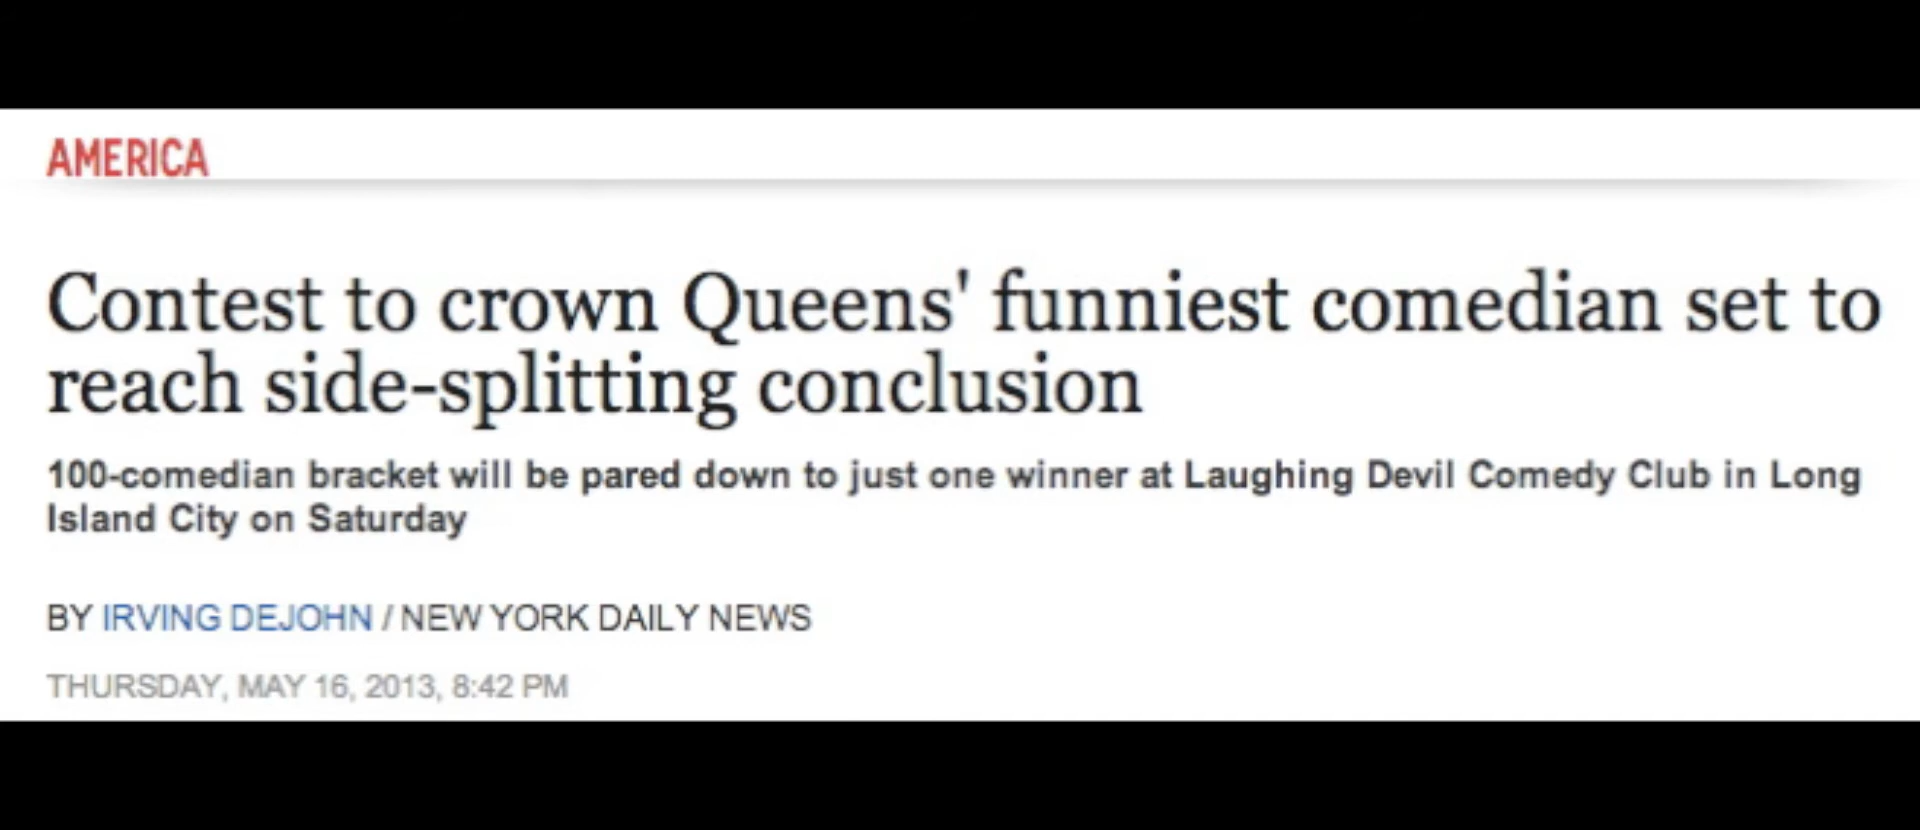 AMERICA
Contest to crown Queens' funniest comedian set to
reach side-splitting conclusion
100-comedian bracket will be pared down to just one winner at Laughing Devil Comedy Club in Long
Island City on Saturday
BY IRVING DEJOHN / NEW YORK DAILY NEWS
THURSDAY, MAY 16, 2013, 8:42 PM